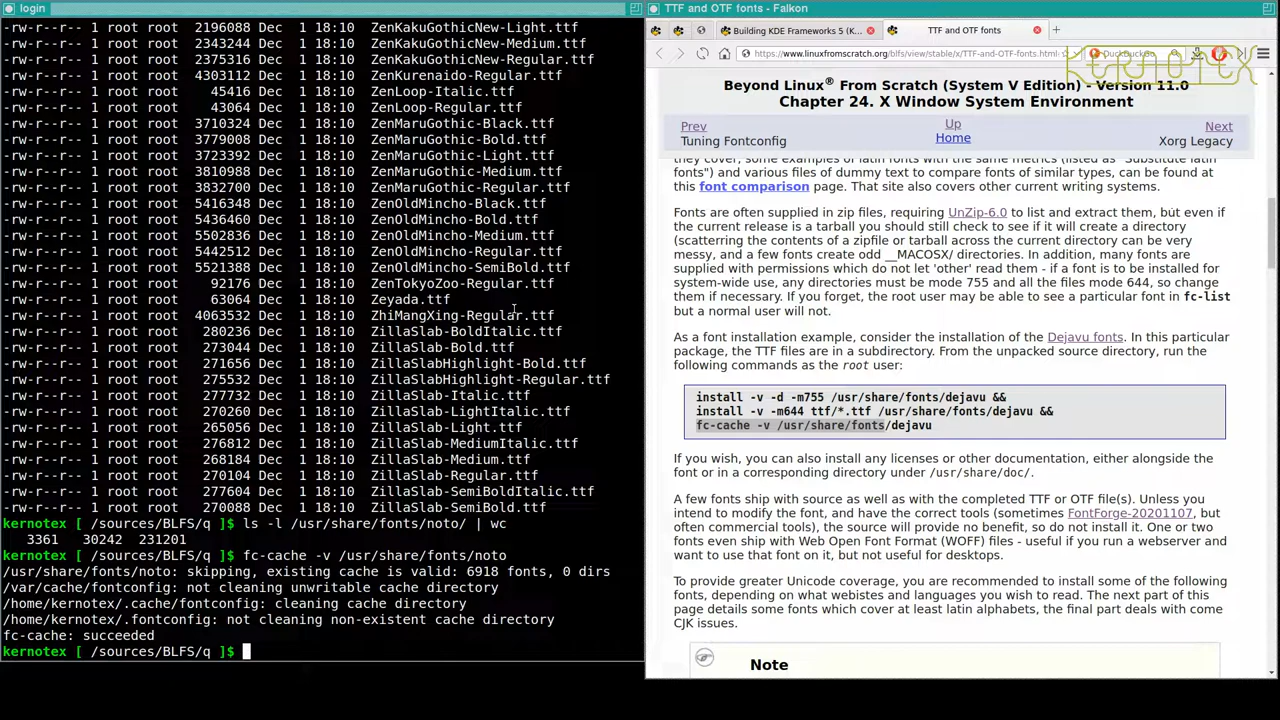 login
-rw-r--r-- 1 root root  2196088 Dec  1 18:10  ZenKakuGothicNew-Light.ttf
-rw-r--r-- 1 root root  2343244 Dec  1 18:10  ZenKakuGothicNew-Medium.ttf
-rw-r--r-- 1 root root  2375316 Dec  1 18:10  ZenKakuGothicNew-Regular.ttf
-rw-r--r-- 1 root root  4303112 Dec  1 18:10  ZenKurenaido-Regular.ttf
-rw-r--r-- 1 root root    45416 Dec  1 18:10  ZenLoop-Italic.ttf
-rw-r--r-- 1 root root    43064 Dec  1 18:10  ZenLoop-Regular.ttf
-rw-r--r-- 1 root root  3710324 Dec  1 18:10  ZenMaruGothic-Black.ttf
-rw-r--r-- 1 root root  3779008 Dec  1 18:10  ZenMaruGothic-Bold.ttf
-rw-r--r-- 1 root root  3723392 Dec  1 18:10  ZenMaruGothic-Light.ttf
-rw-r--r-- 1 root root  3810988 Dec  1 18:10  ZenMaruGothic-Medium.ttf
-rw-r--r-- 1 root root  3832700 Dec  1 18:10  ZenMaruGothic-Regular.ttf
-rw-r--r-- 1 root root  5416348 Dec  1 18:10  ZenOldMincho-Black.ttf
-rw-r--r-- 1 root root  5436460 Dec  1 18:10  ZenOldMincho-Bold.ttf
-rw-r--r-- 1 root root  5502836 Dec  1 18:10  ZenOldMincho-Medium.ttf
-rw-r--r-- 1 root root  5442512 Dec  1 18:10  ZenOldMincho-Regular.ttf
-rw-r--r-- 1 root root  5521388 Dec  1 18:10  ZenOldMincho-SemiBold.ttf
-rw-r--r-- 1 root root    92176 Dec  1 18:10  ZenTokyoZoo-Regular.ttf
-rw-r--r-- 1 root root    63064 Dec  1 18:10  Zeyada.ttf
-rw-r--r-- 1 root root  4063532 Dec  1 18:10  ZhiMangXing-Regular.ttf
-rw-r--r-- 1 root root   280236 Dec  1 18:10  ZillaSlab-BoldItalic.ttf
-rw-r--r-- 1 root root   273044 Dec  1 18:10  ZillaSlab-Bold.ttf
-rw-r--r-- 1 root root   271656 Dec  1 18:10  ZillaSlabHighlight-Bold.ttf
-rw-r--r-- 1 root root   275532 Dec  1 18:10  ZillaSlabHighlight-Regular.ttf
-rw-r--r-- 1 root root   277732 Dec  1 18:10  ZillaSlab-Italic.ttf
-rw-r--r-- 1 root root   270260 Dec  1 18:10  ZillaSlab-LightItalic.ttf
-rw-r--r-- 1 root root   265056 Dec  1 18:10  ZillaSlab-Light.ttf
-rw-r--r-- 1 root root   276812 Dec  1 18:10  ZillaSlab-MediumItalic.ttf
-rw-r--r-- 1 root root   268184 Dec  1 18:10  ZillaSlab-Medium.ttf
-rw-r--r-- 1 root root   270104 Dec  1 18:10  ZillaSlab-Regular.ttf
-rw-r--r-- 1 root root   277604 Dec  1 18:10  ZillaSlab-SemiBoldItalic.ttf
-rw-r--r-- 1 root root   270088 Dec  1 18:10  ZillaSlab-SemiBold.ttf
kernotex [ /sources/BLFS/q ]$ ls -l /usr/share/fonts/noto/ | wc
3361   30242  231201
kernotex [ /sources/BLFS/q ]$ fc-cache -v /usr/share/fonts/noto
/usr/share/fonts/noto: skipping, existing cache is valid: 6918 fonts, 0 dirs
/var/cache/fontconfig: not cleaning unwritable cache directory
/home/kernotex/.cache/fontconfig: cleaning cache directory
/home/kernotex/.fontconfig: not cleaning non-existent cache directory
fc-cache: succeeded
kernotex [ /sources/BLFS/q ]$
TTF and OTF fonts - Falkon
Building KDE Frameworks 5 (K...
TTF and OTF fonts
https://www.linuxfromscratch.org/blfs/view/stable/x/TTF-and-OTF-fonts.html
DuckDuckGo
KERNOTEX
Beyond Linux® From Scratch (System V Edition) - Version 11.0
Chapter 24. X Window System Environment
Prev Up Next
Tuning Fontconfig Home Xorg Legacy
they cover, some examples of latin fonts with the same metrics (listed as "Substitute latin
fonts") and various files of dummy text to compare fonts of similar types, can be found at
this font comparison page. That site also covers other current writing systems.
Fonts are often supplied in zip files, requiring UnZip-6.0 to list and extract them, but even if
the current release is a tarball you should still check to see if it will create a directory
(scatterring the contents of a zipfile or tarball across the current directory can be very
messy, and a few fonts create odd __MACOSX/ directories. In addition, many fonts are
supplied with permissions which do not let 'other' read them - if a font is to be installed for
system-wide use, any directories must be mode 755 and all the files mode 644, so change
them if necessary. If you forget, the root user may be able to see a particular font in fc-list
but a normal user will not.
As a font installation example, consider the installation of the Dejavu fonts. In this particular
package, the TTF files are in a subdirectory. From the unpacked source directory, run the
following commands as the root user:
install -v -d -m755 /usr/share/fonts/dejavu &&
install -v -m644 ttf/*.ttf /usr/share/fonts/dejavu &&
fc-cache -v /usr/share/fonts/dejavu
If you wish, you can also install any licenses or other documentation, either alongside the
font or in a corresponding directory under /usr/share/doc/.
A few fonts ship with source as well as with the completed TTF or OTF file(s). Unless you
intend to modify the font, and have the correct tools (sometimes FontForge-20201107, but
often commercial tools), the source will provide no benefit, so do not install it. One or two
fonts even ship with Web Open Font Format (WOFF) files - useful if you run a webserver and
want to use that font on it, but not useful for desktops.
To provide greater Unicode coverage, you are recommended to install some of the following
fonts, depending on what webistes and languages you wish to read. The next part of this
page details some fonts which cover at least latin alphabets, the final part deals with come
CJK issues.
Note